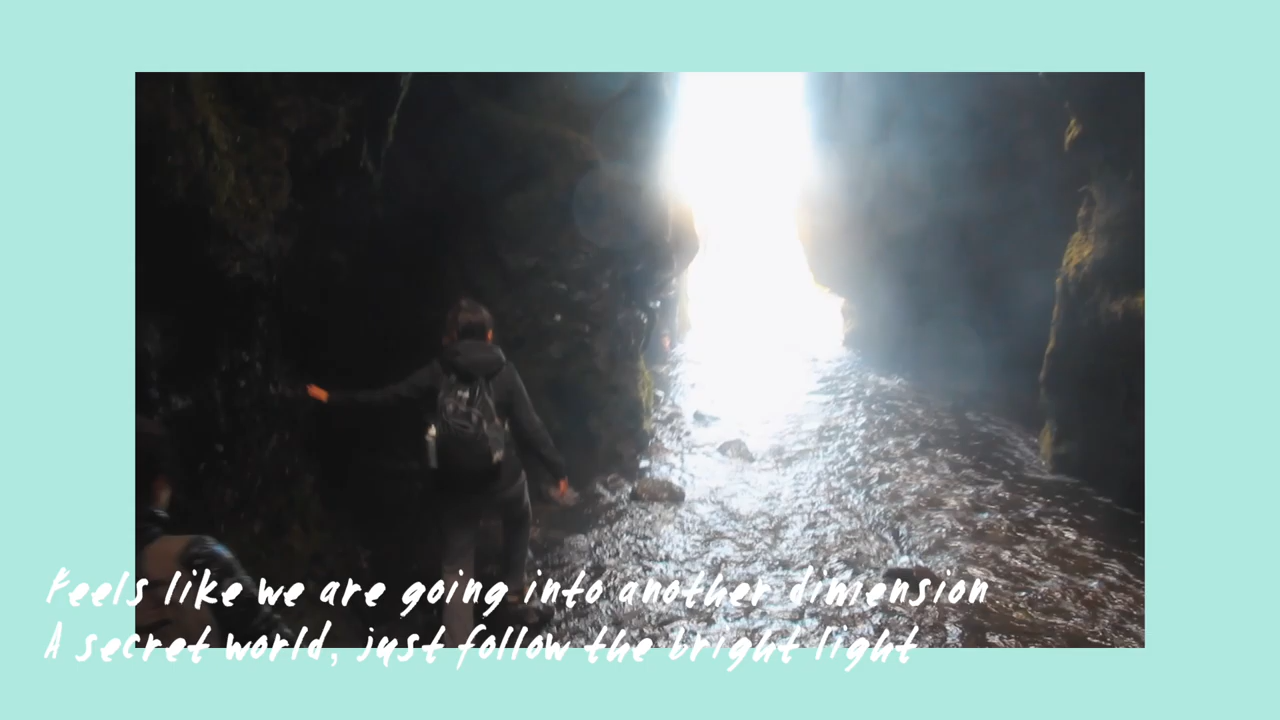 Feels like we are going into another dimension
A secret world, just follow the bright light